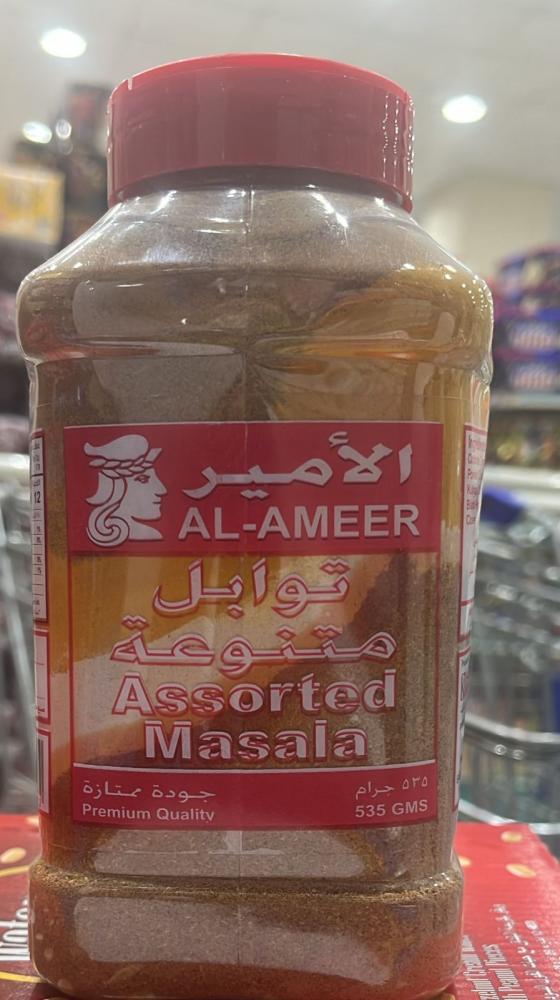 الأمير
AL-AMEER
توابل
متنوعة
Assorted
Masala
جودة ممتازة
٥٣٥ جرام
Premium Quality
535 GMS